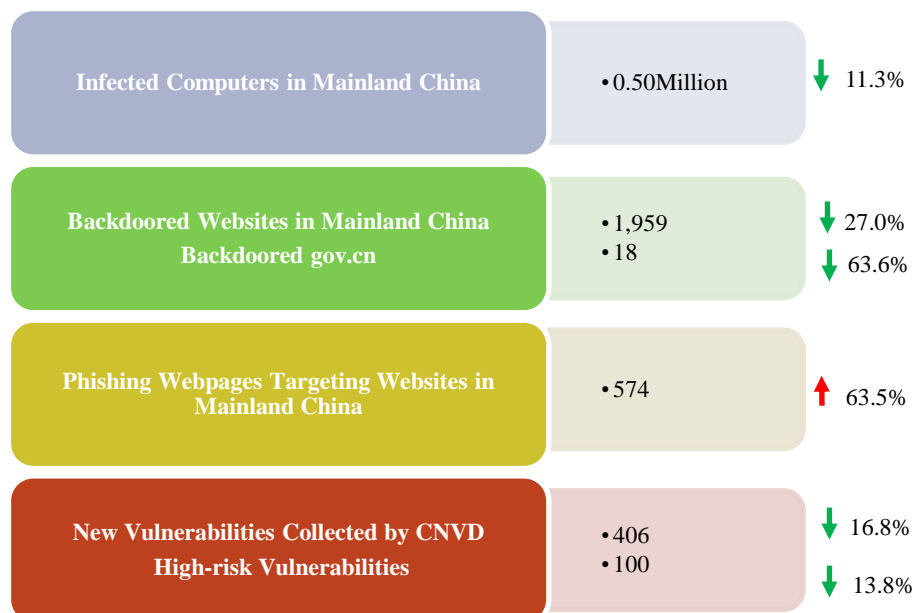 Infected Computers in Mainland China
•0.50Million
11.3%
Backdoored Websites in Mainland China
Backdoored gov.cn
•1,959
•18
27.0%
63.6%
Phishing Webpages Targeting Websites in
Mainland China
•574
63.5%
New Vulnerabilities Collected by CNVD
High-risk Vulnerabilities
•406
•100
16.8%
13.8%